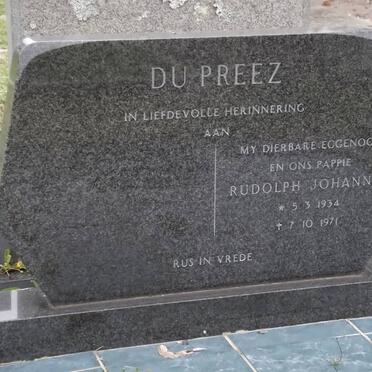 DU PREEZ
IN LIEFDEVOLLE HERINNERING
AAN
MY DIERBARE EGGENOO
EN ONS PAPPIE
RUDOLPH JOHANN
* 5.3.1934
† 7.10.1971
RUS IN VREDE